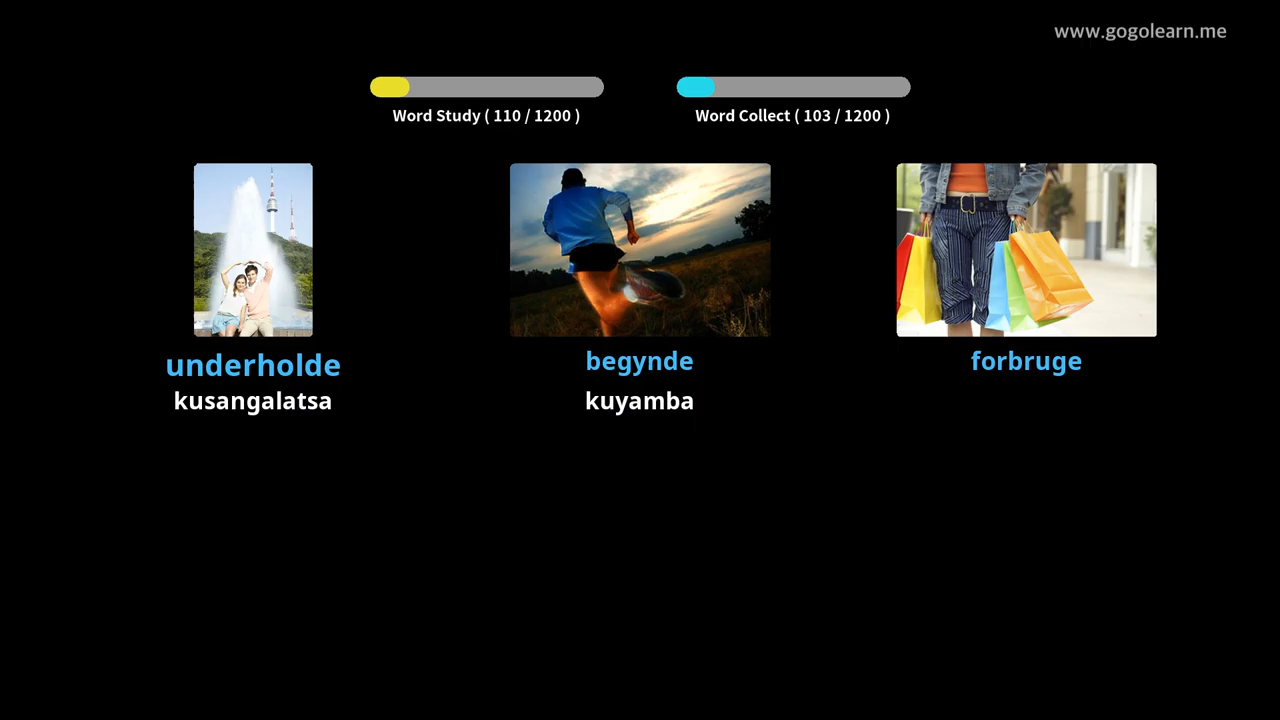 www.gogolearn.me
Word Study ( 110 / 1200 )
Word Collect ( 103 / 1200 )
underholde
begynde
forbruge
kusangalatsa
kuyamba